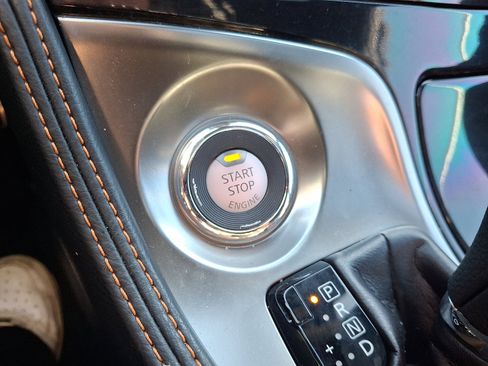 START
STOP
ENGINE
P
R
N
+ D